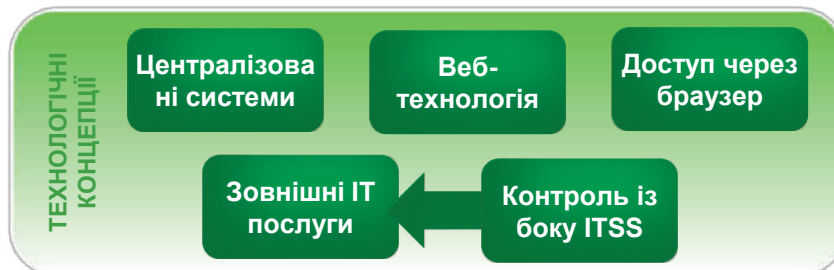 ТЕХНОЛОГІЧНІ
КОНЦЕПЦІЇ
Централізова
ні системи
Веб-
технологія
Доступ через
браузер
Зовнішні ІТ
послуги
Контроль із
боку ITSS